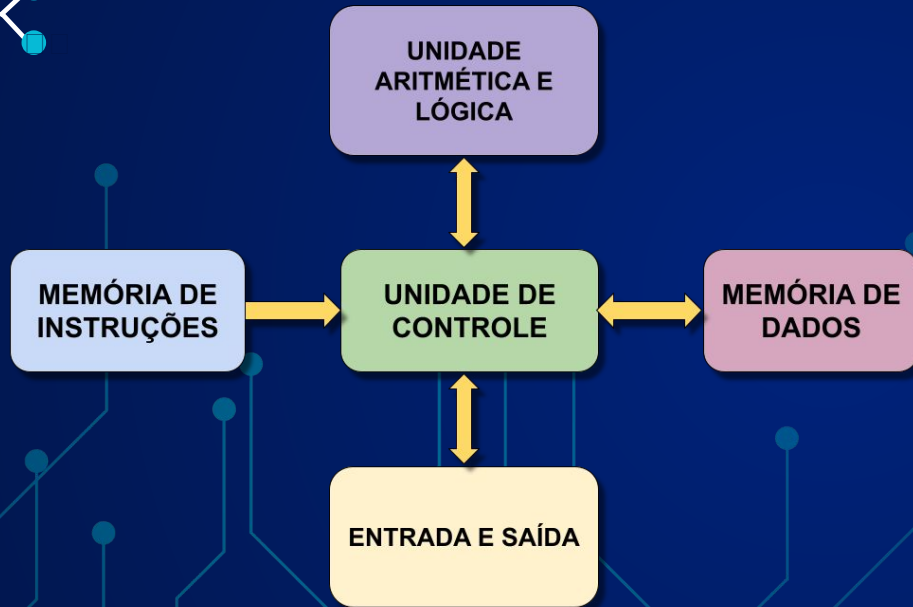 UNIDADE
ARITMÉTICA E
LÓGICA
MEMÓRIA DE
INSTRUÇÕES
UNIDADE DE
CONTROLE
MEMÓRIA DE
DADOS
ENTRADA E SAÍDA